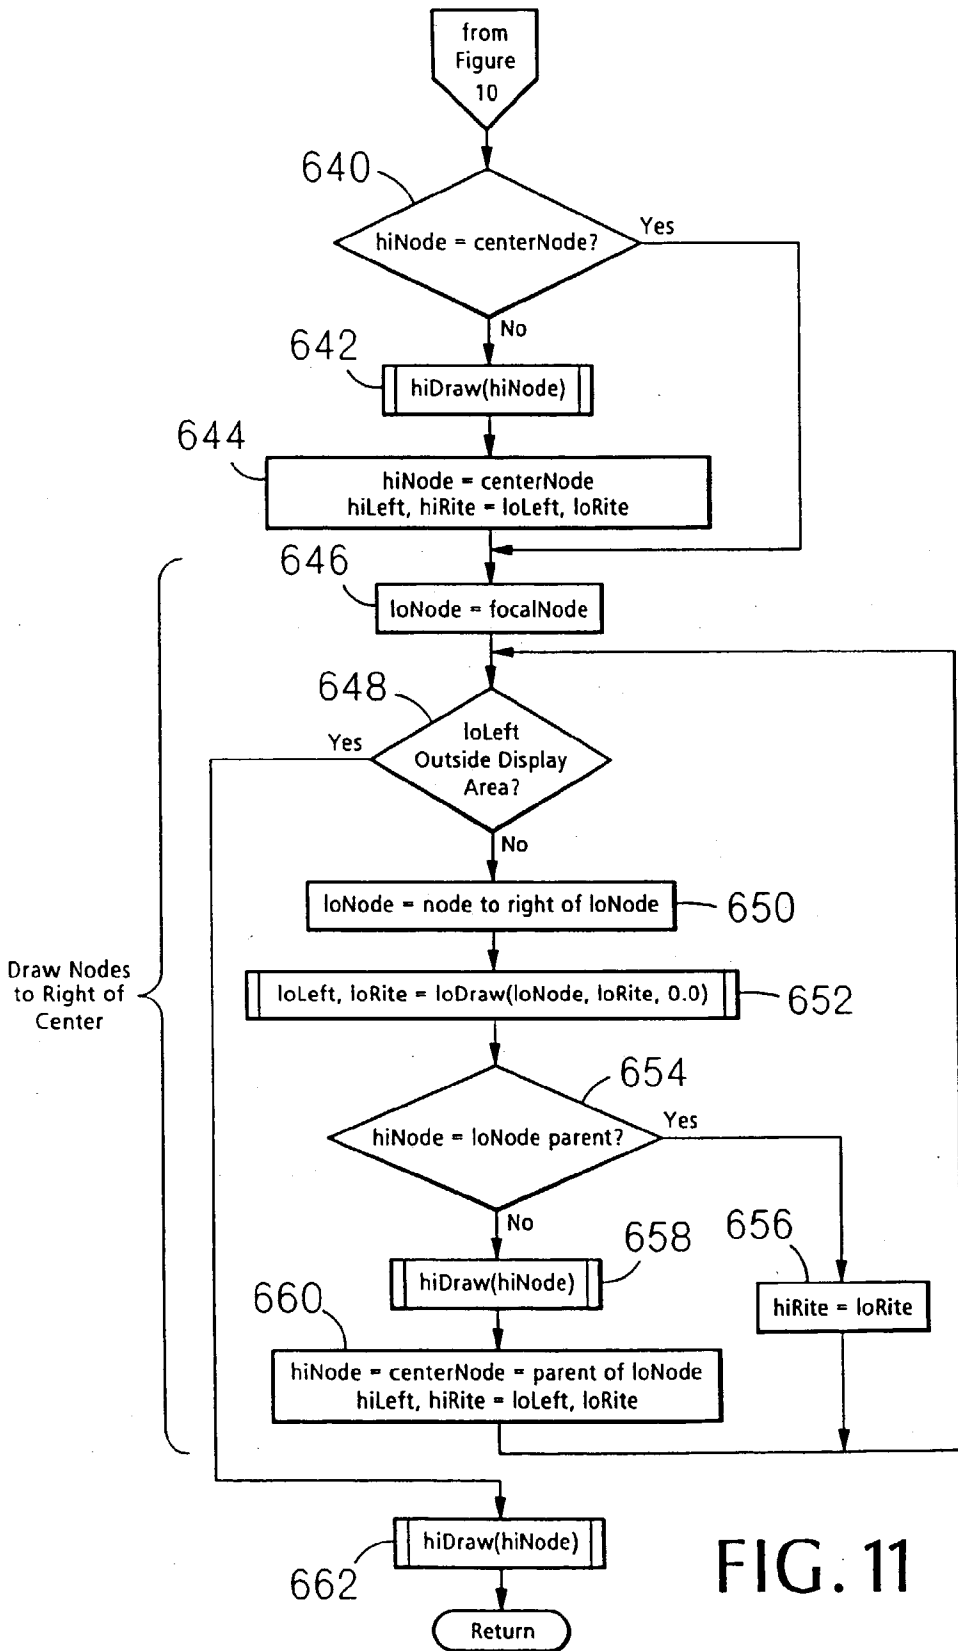 from
Figure
10
640
hiNode = centerNode?
Yes
No
642
hiDraw(hiNode)
644
hiNode = centerNode
hiLeft, hiRite = loLeft, loRite
646
loNode = focalNode
648
Yes
loLeft
Outside Display
Area?
No
loNode = node to right of loNode
650
Draw Nodes
to Right of
Center
loLeft, loRite = loDraw(loNode, loRite, 0.0)
652
654
hiNode = loNode parent?
Yes
No
658
hiDraw(hiNode)
656
hiRite = loRite
660
hiNode = centerNode = parent of loNode
hiLeft, hiRite = loLeft, loRite
hiDraw(hiNode)
662
Return
FIG. 11